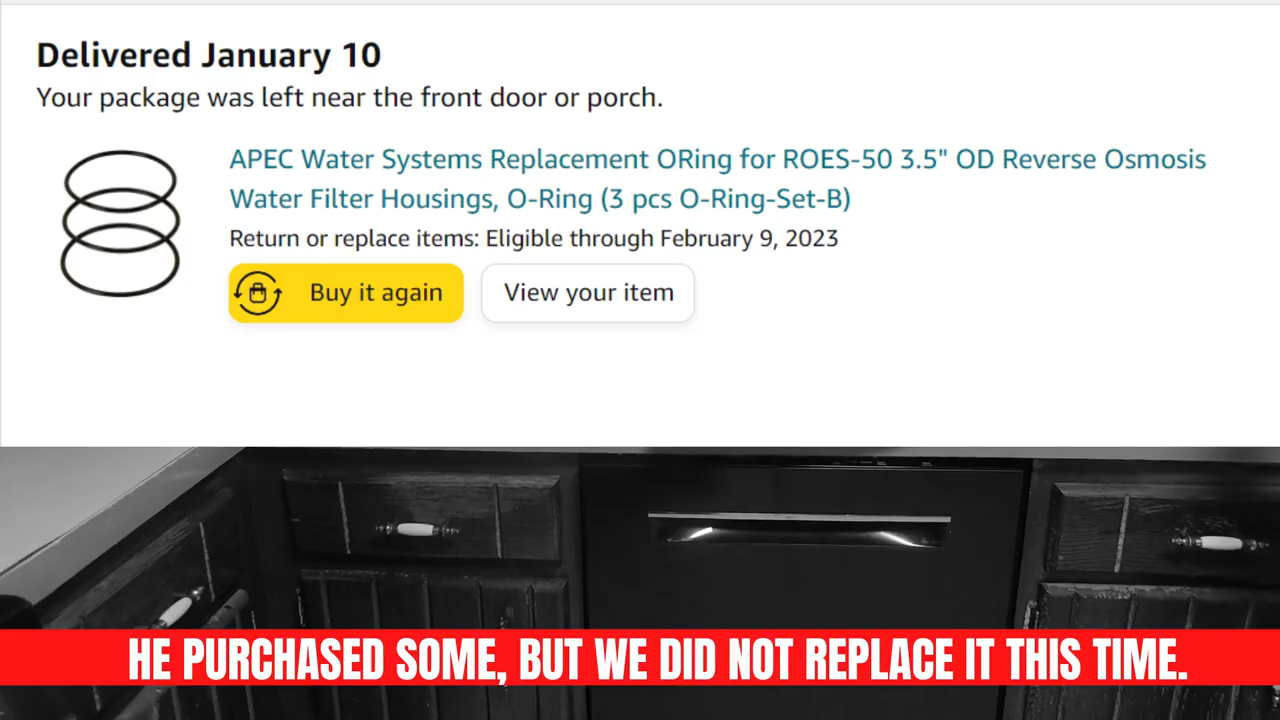 Delivered January 10
Your package was left near the front door or porch.
APEC Water Systems Replacement ORing for ROES-50 3.5" OD Reverse Osmosis
Water Filter Housings, O-Ring (3 pcs O-Ring-Set-B)
Return or replace items: Eligible through February 9, 2023
Buy it again
View your item
HE PURCHASED SOME, BUT WE DID NOT REPLACE IT THIS TIME.